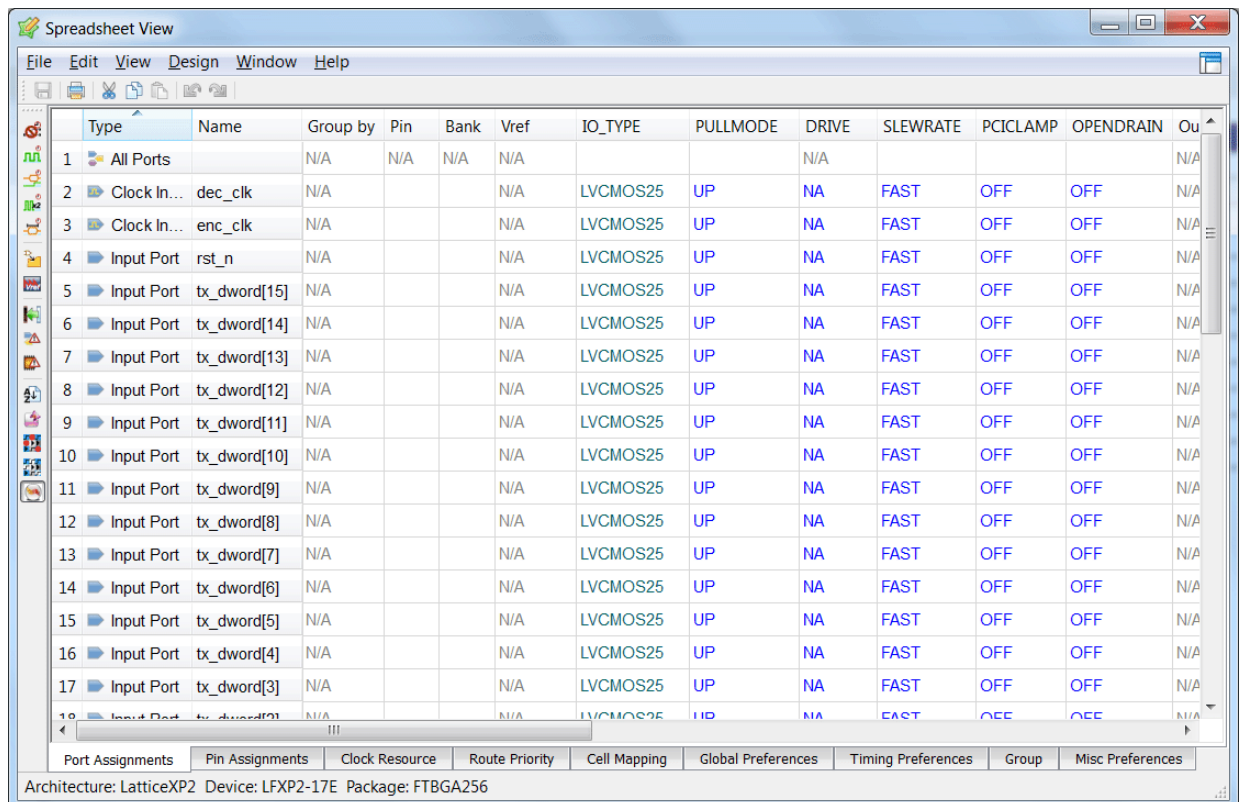 Spreadsheet View
File Edit View Design Window Help
Type Name Group by Pin Bank Vref IO_TYPE PULLMODE DRIVE SLEWRATE PCICLAMP OPENDRAIN Ou
1 All Ports N/A N/A N/A N/A N/A N/A
2 Clock In... dec_clk N/A N/A LVCMOS25 UP NA FAST OFF OFF N/A
3 Clock In... enc_clk N/A N/A LVCMOS25 UP NA FAST OFF OFF N/A
4 Input Port rst_n N/A N/A LVCMOS25 UP NA FAST OFF OFF N/A
5 Input Port tx_dword[15] N/A N/A LVCMOS25 UP NA FAST OFF OFF N/A
6 Input Port tx_dword[14] N/A N/A LVCMOS25 UP NA FAST OFF OFF N/A
7 Input Port tx_dword[13] N/A N/A LVCMOS25 UP NA FAST OFF OFF N/A
8 Input Port tx_dword[12] N/A N/A LVCMOS25 UP NA FAST OFF OFF N/A
9 Input Port tx_dword[11] N/A N/A LVCMOS25 UP NA FAST OFF OFF N/A
10 Input Port tx_dword[10] N/A N/A LVCMOS25 UP NA FAST OFF OFF N/A
11 Input Port tx_dword[9] N/A N/A LVCMOS25 UP NA FAST OFF OFF N/A
12 Input Port tx_dword[8] N/A N/A LVCMOS25 UP NA FAST OFF OFF N/A
13 Input Port tx_dword[7] N/A N/A LVCMOS25 UP NA FAST OFF OFF N/A
14 Input Port tx_dword[6] N/A N/A LVCMOS25 UP NA FAST OFF OFF N/A
15 Input Port tx_dword[5] N/A N/A LVCMOS25 UP NA FAST OFF OFF N/A
16 Input Port tx_dword[4] N/A N/A LVCMOS25 UP NA FAST OFF OFF N/A
17 Input Port tx_dword[3] N/A N/A LVCMOS25 UP NA FAST OFF OFF N/A
18 Input Port tx_dword[2] N/A N/A LVCMOS25 UP NA FAST OFF OFF N/A
Port Assignments Pin Assignments Clock Resource Route Priority Cell Mapping Global Preferences Timing Preferences Group Misc Preferences
Architecture: LatticeXP2 Device: LFXP2-17E Package: FTBGA256